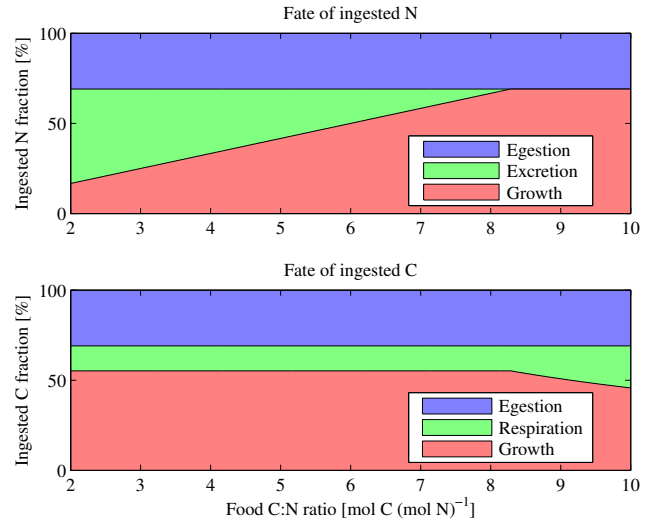 Fate of ingested N
Ingested N fraction [%]
100
50
0
Egestion
Excretion
Growth
2 3 4 5 6 7 8 9 10
Fate of ingested C
Ingested C fraction [%]
100
50
0
Egestion
Respiration
Growth
2 3 4 5 6 7 8 9 10
Food C:N ratio [mol C (mol N)⁻¹]